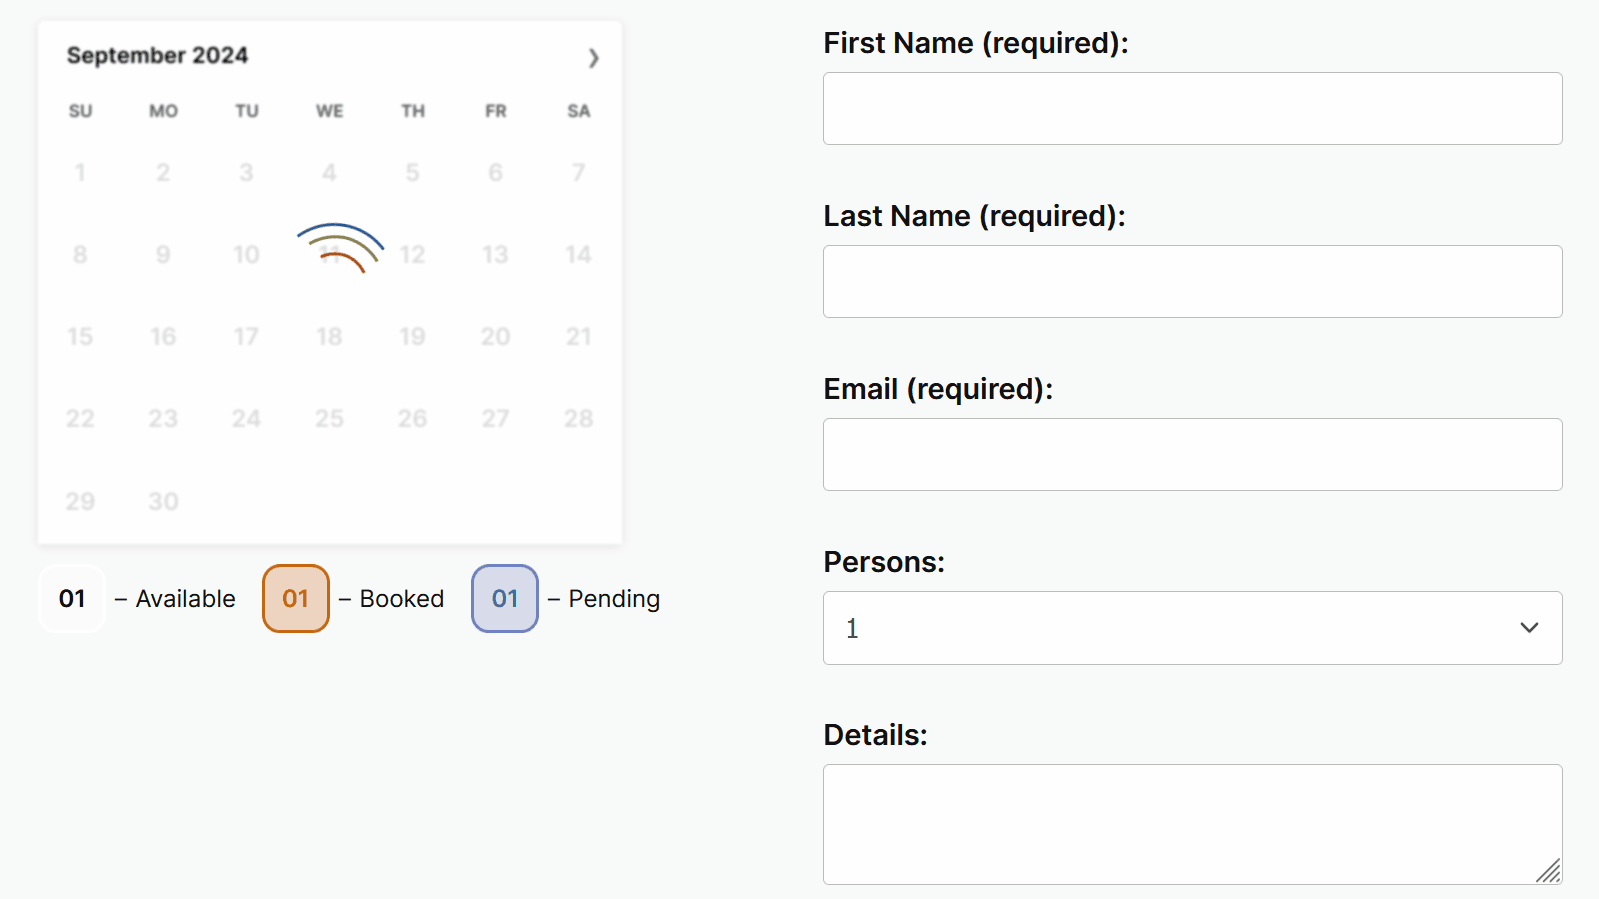 September 2024 ❯
SU MO TU WE TH FR SA
1 2 3 4 5 6 7
8 9 10 11 12 13 14
15 16 17 18 19 20 21
22 23 24 25 26 27 28
29 30
01 – Available 01 – Booked 01 – Pending
First Name (required):
Last Name (required):
Email (required):
Persons:
1
Details: